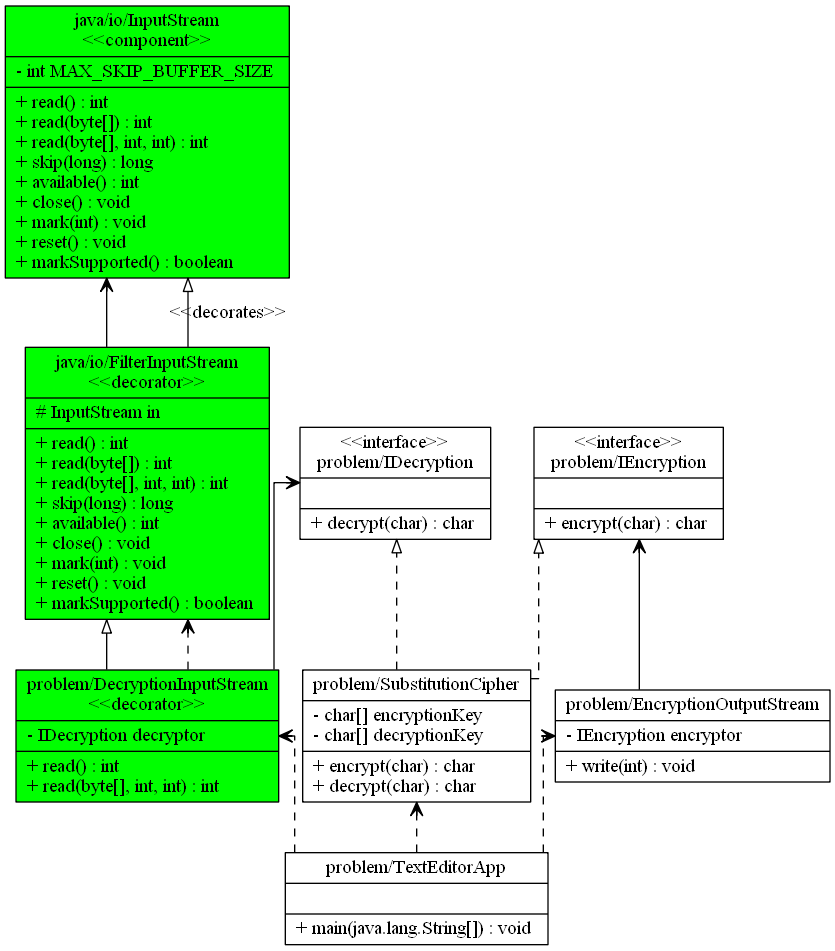 java/io/InputStream
<<component>>
- int MAX_SKIP_BUFFER_SIZE
+ read() : int
+ read(byte[]) : int
+ read(byte[], int, int) : int
+ skip(long) : long
+ available() : int
+ close() : void
+ mark(int) : void
+ reset() : void
+ markSupported() : boolean
<<decorates>>
java/io/FilterInputStream
<<decorator>>
# InputStream in
+ read() : int
+ read(byte[]) : int
+ read(byte[], int, int) : int
+ skip(long) : long
+ available() : int
+ close() : void
+ mark(int) : void
+ reset() : void
+ markSupported() : boolean
<<interface>>
problem/IDecryption
+ decrypt(char) : char
<<interface>>
problem/IEncryption
+ encrypt(char) : char
problem/DecryptionInputStream
<<decorator>>
- IDecryption decryptor
+ read() : int
+ read(byte[], int, int) : int
problem/SubstitutionCipher
- char[] encryptionKey
- char[] decryptionKey
+ encrypt(char) : char
+ decrypt(char) : char
problem/EncryptionOutputStream
- IEncryption encryptor
+ write(int) : void
problem/TextEditorApp
+ main(java.lang.String[]) : void